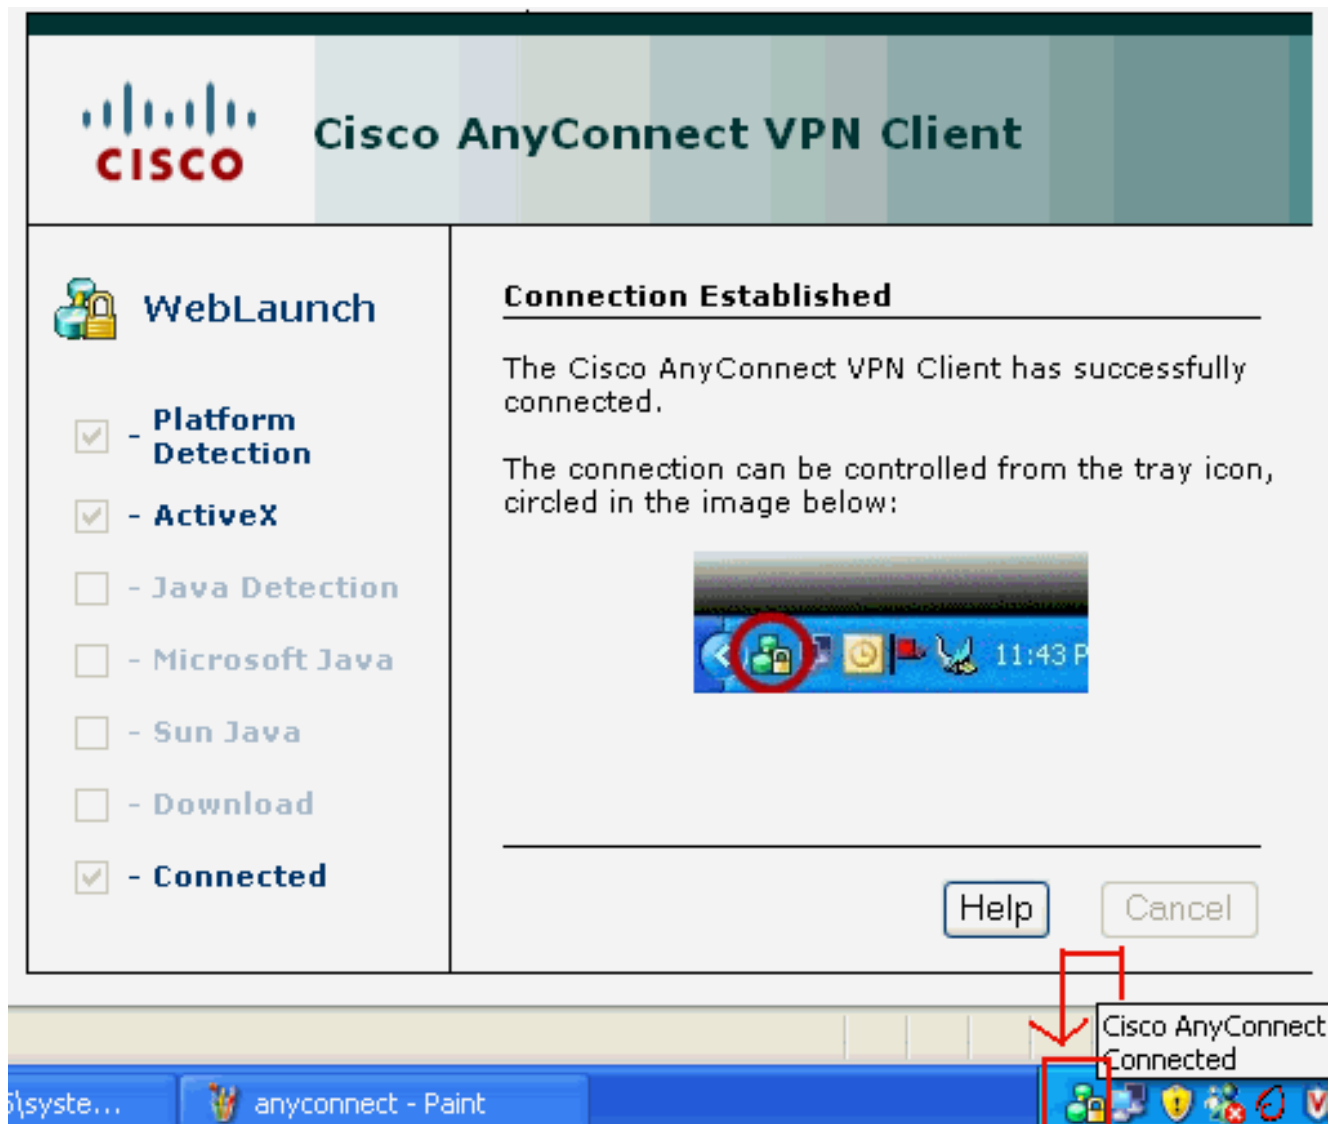 CISCO
Cisco AnyConnect VPN Client
WebLaunch
- Platform
Detection
- ActiveX
- Java Detection
- Microsoft Java
- Sun Java
- Download
- Connected
Connection Established
The Cisco AnyConnect VPN Client has successfully
connected.
The connection can be controlled from the tray icon,
circled in the image below:
11:43 P
Help
Cancel
Cisco AnyConnect
Connected
\syste...
anyconnect - Paint